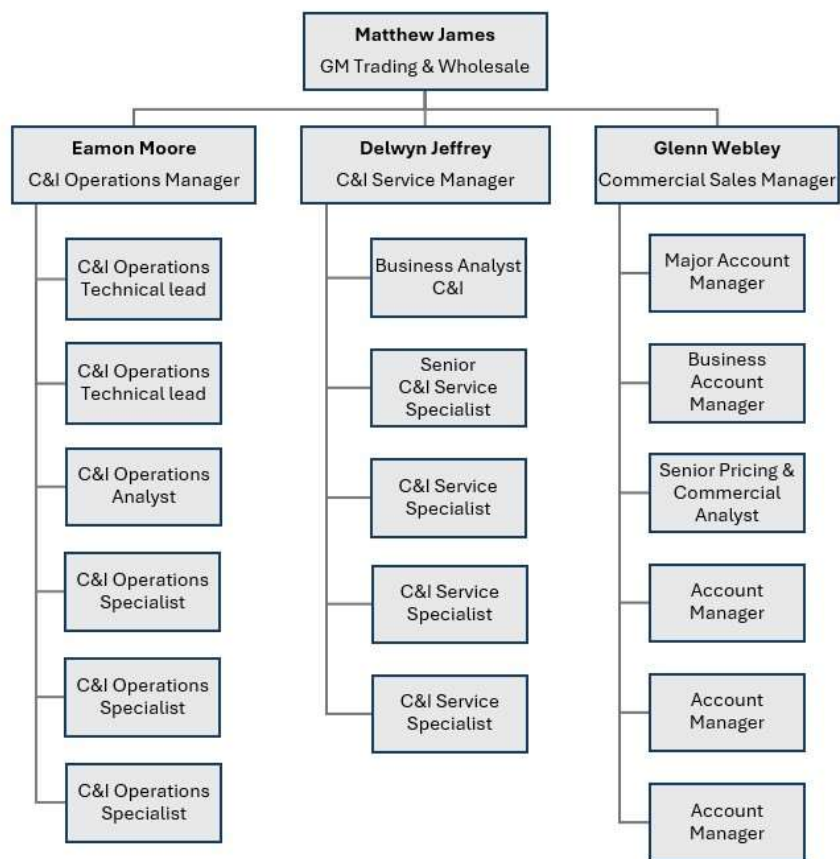 Matthew James
GM Trading & Wholesale
Eamon Moore
C&I Operations Manager
Delwyn Jeffrey
C&I Service Manager
Glenn Webley
Commercial Sales Manager
C&I Operations
Technical lead
C&I Operations
Technical lead
C&I Operations
Analyst
C&I Operations
Specialist
C&I Operations
Specialist
C&I Operations
Specialist
Business Analyst
C&I
Senior
C&I Service
Specialist
C&I Service
Specialist
C&I Service
Specialist
C&I Service
Specialist
Major Account
Manager
Business
Account
Manager
Senior Pricing &
Commercial
Analyst
Account
Manager
Account
Manager
Account
Manager